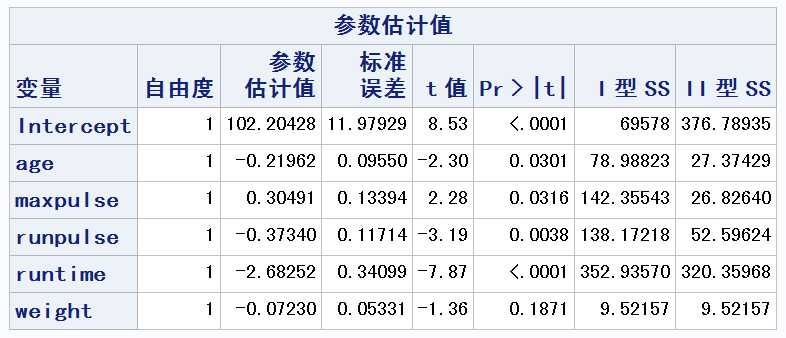 参数估计值
变量 自由度 参数估计值 标准误差 t 值 Pr > |t| I 型 SS II 型 SS
Intercept 1 102.20428 11.97929 8.53 <.0001 69578 376.78935
age 1 -0.21962 0.09550 -2.30 0.0301 78.98823 27.37429
maxpulse 1 0.30491 0.13394 2.28 0.0316 142.35543 26.82640
runpulse 1 -0.37340 0.11714 -3.19 0.0038 138.17218 52.59624
runtime 1 -2.68252 0.34099 -7.87 <.0001 352.93570 320.35968
weight 1 -0.07230 0.05331 -1.36 0.1871 9.52157 9.52157